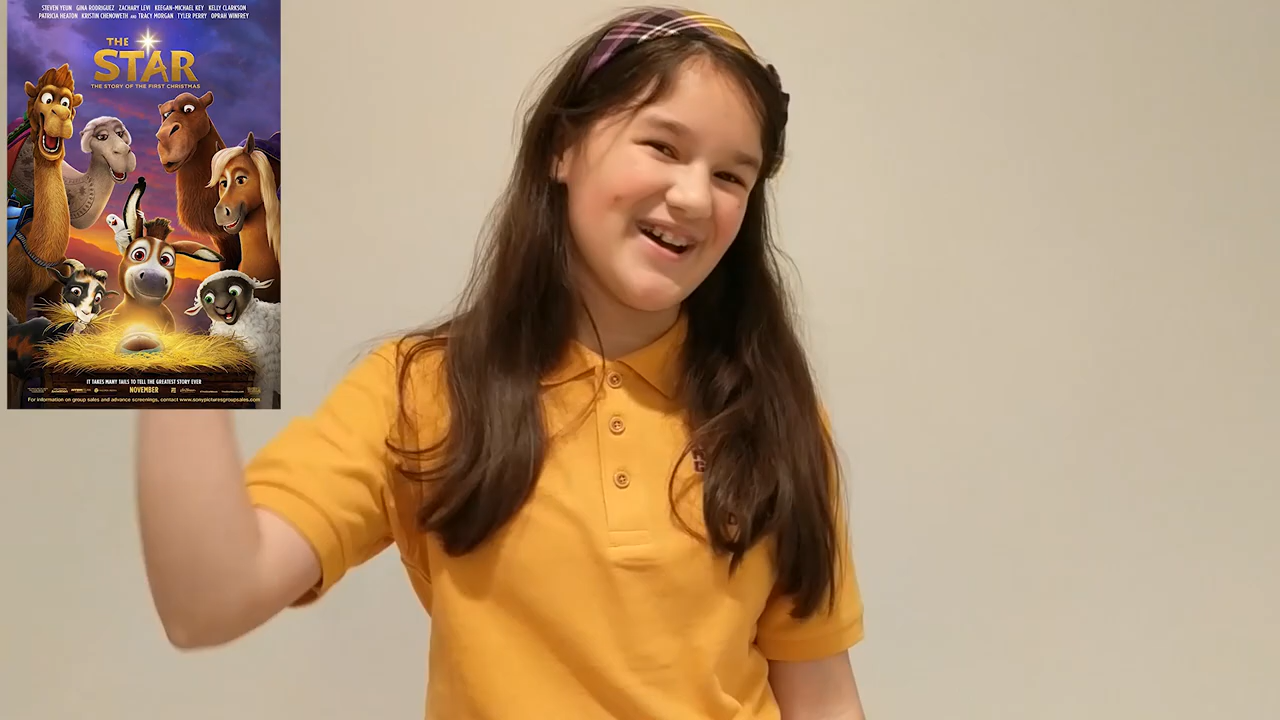 STEVEN YEUN GINA RODRIGUEZ ZACHARY LEVI KEEGAN-MICHAEL KEY KELLY CLARKSON
PATRICIA HEATON KRISTIN CHENOWETH AND TRACY MORGAN TYLER PERRY OPRAH WINFREY
THE
STAR
THE STORY OF THE FIRST CHRISTMAS
IT TAKES MANY TAILS TO TELL THE GREATEST STORY EVER
NOVEMBER
For information on group sales and advance screenings, contact www.sonypicturesgroupsales.com